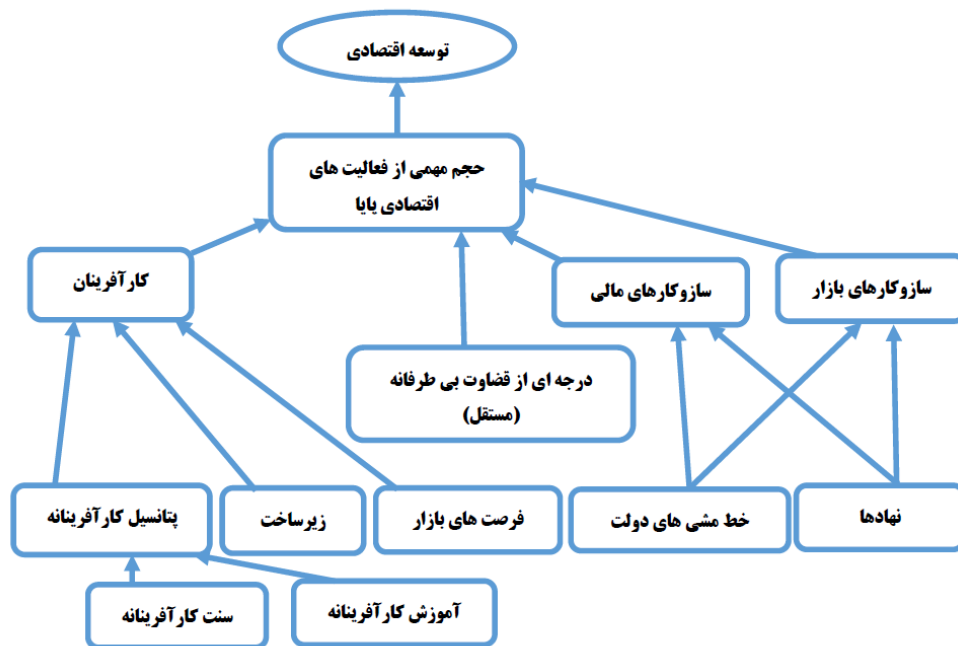 توسعه اقتصادی
حجم مهمی از فعالیت های
اقتصادی پایا
کارآفرینان
سازوکارهای مالی
سازوکارهای بازار
درجه ای از قضاوت بی طرفانه
(مستقل)
پتانسیل کارآفرینانه
زیرساخت
فرصت های بازار
خط مشی های دولت
نهادها
سنت کارآفرینانه
آموزش کارآفرینانه